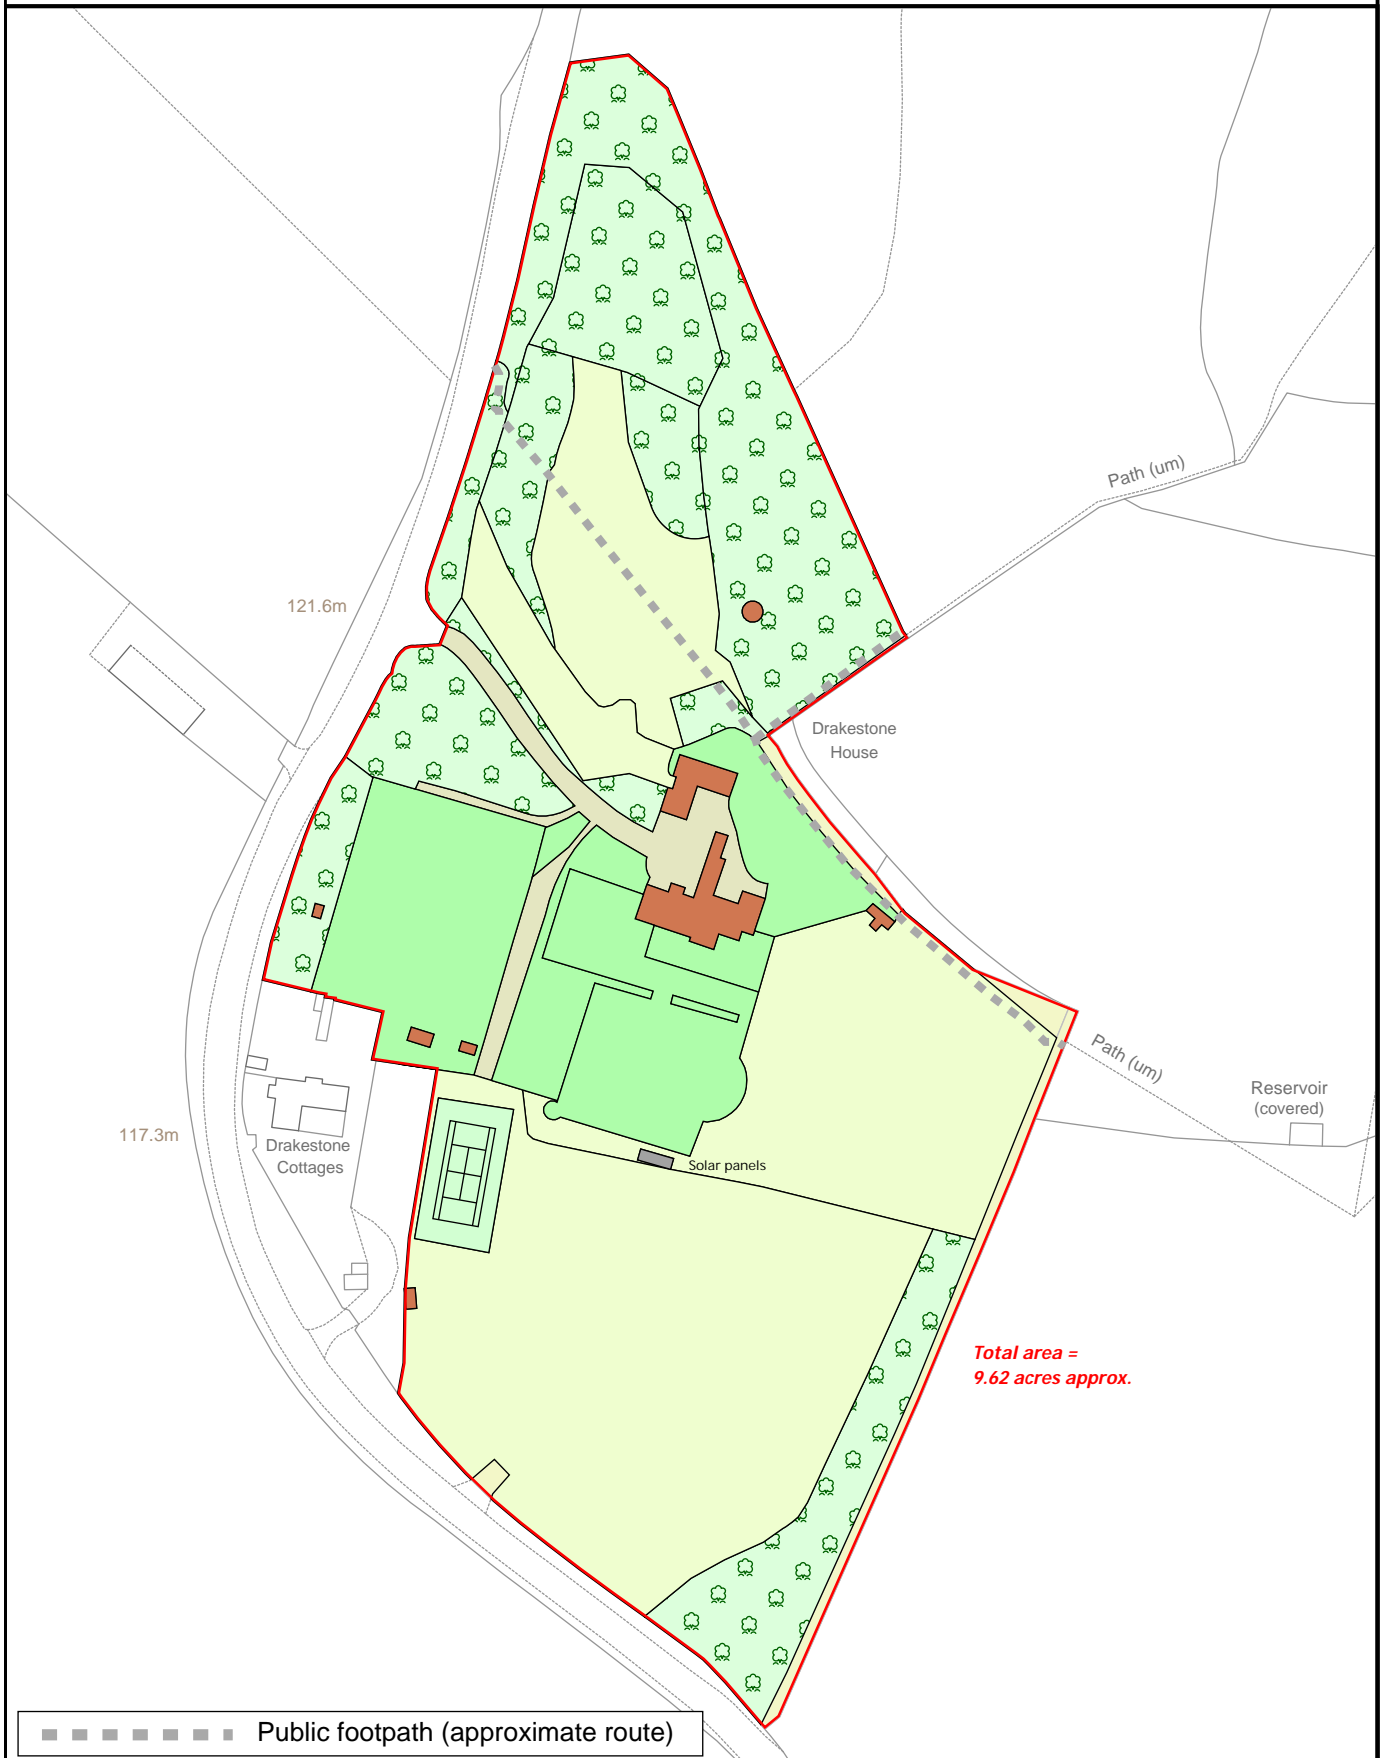 Path (um)
121.6m
Drakestone
House
Path (um)
Reservoir
(covered)
117.3m
Drakestone
Cottages
Solar panels
Total area =
9.62 acres approx.
Public footpath (approximate route)